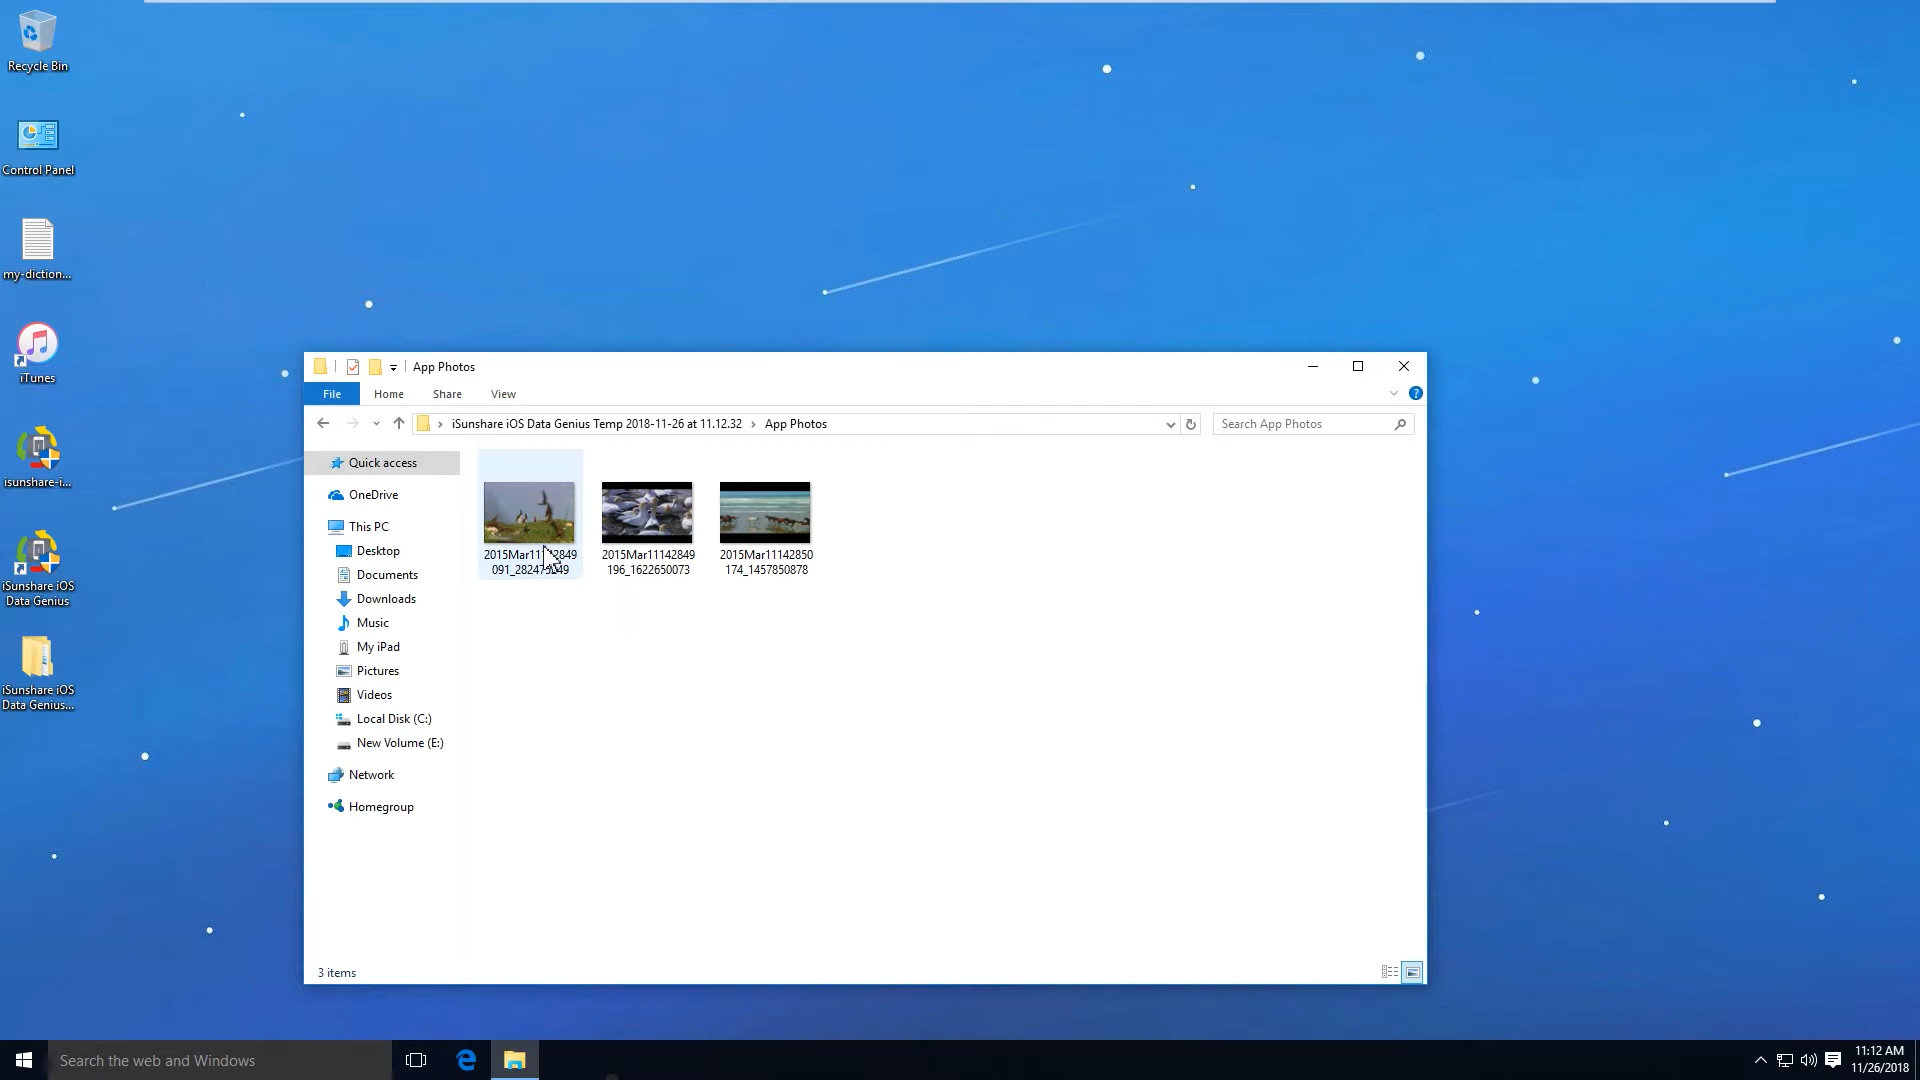 Recycle Bin
Control Panel
my-diction...
iTunes
isunshare-i...
iSunshare iOS
Data Genius
iSunshare iOS
Data Genius...
App Photos
File Home Share View
iSunshare iOS Data Genius Temp 2018-11-26 at 11.12.32 App Photos
Search App Photos
Quick access
OneDrive
This PC
Desktop
Documents
Downloads
Music
My iPad
Pictures
Videos
Local Disk (C:)
New Volume (E:)
Network
Homegroup
2015Mar11142849
196_1622650073
2015Mar11142850
174_1457850878
3 items
Search the web and Windows
11:12 AM
11/26/2018